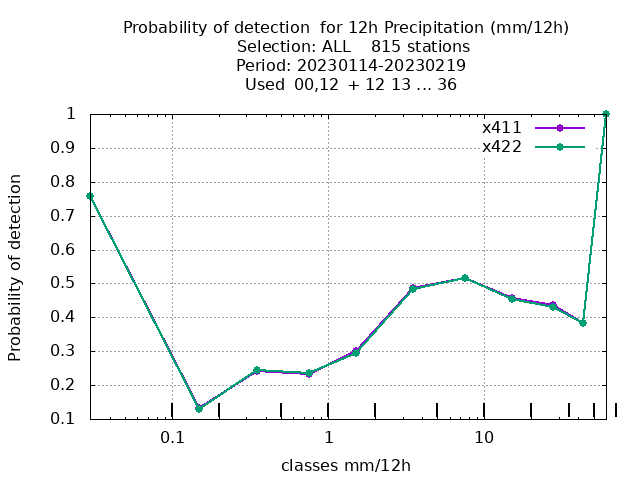 Probability of detection  for 12h Precipitation (mm/12h)
Selection: ALL    815 stations
Period: 20230114-20230219
Used  00,12  + 12 13 ... 36
x411
x422
1
0.9
0.8
0.7
0.6
0.5
0.4
0.3
0.2
0.1
Probability of detection
0.1 1 10
classes mm/12h